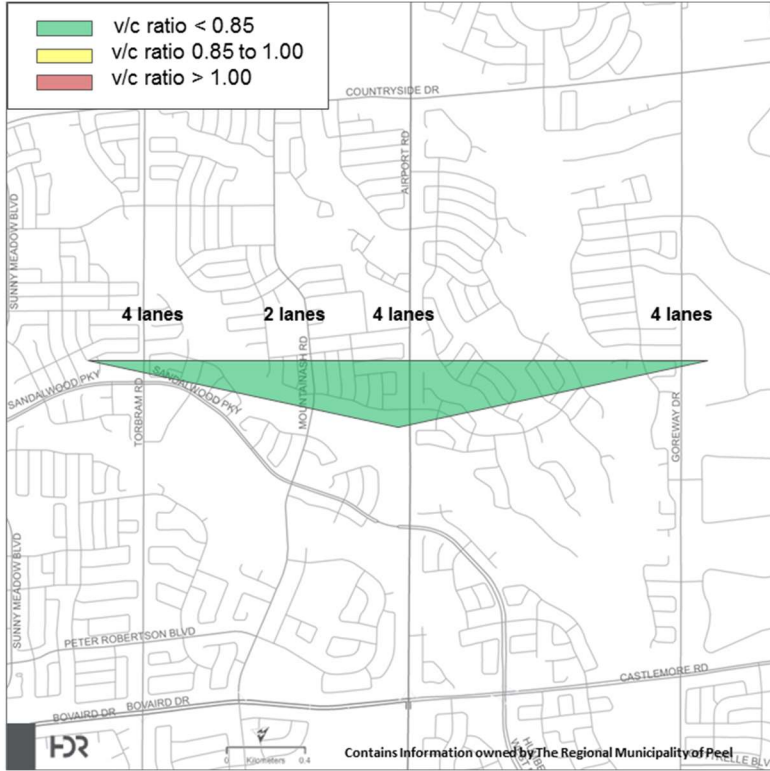 v/c ratio < 0.85
v/c ratio 0.85 to 1.00
v/c ratio > 1.00
COUNTRYSIDE DR
AIRPORT RD
SUNNY MEADOW BLVD
4 lanes
2 lanes
4 lanes
4 lanes
MOUNTAINASH RD
SANDALWOOD PKY
SANDALWOOD PKY
TORBRAM RD
GOREWAY DR
SUNNY MEADOW BLVD
PETER ROBERTSON BLVD
CASTLEMORE RD
BOVAIRD DR
BOVAIRD DR
HDR
0 Kilometers 0.4
Contains Information owned by The Regional Municipality of Peel